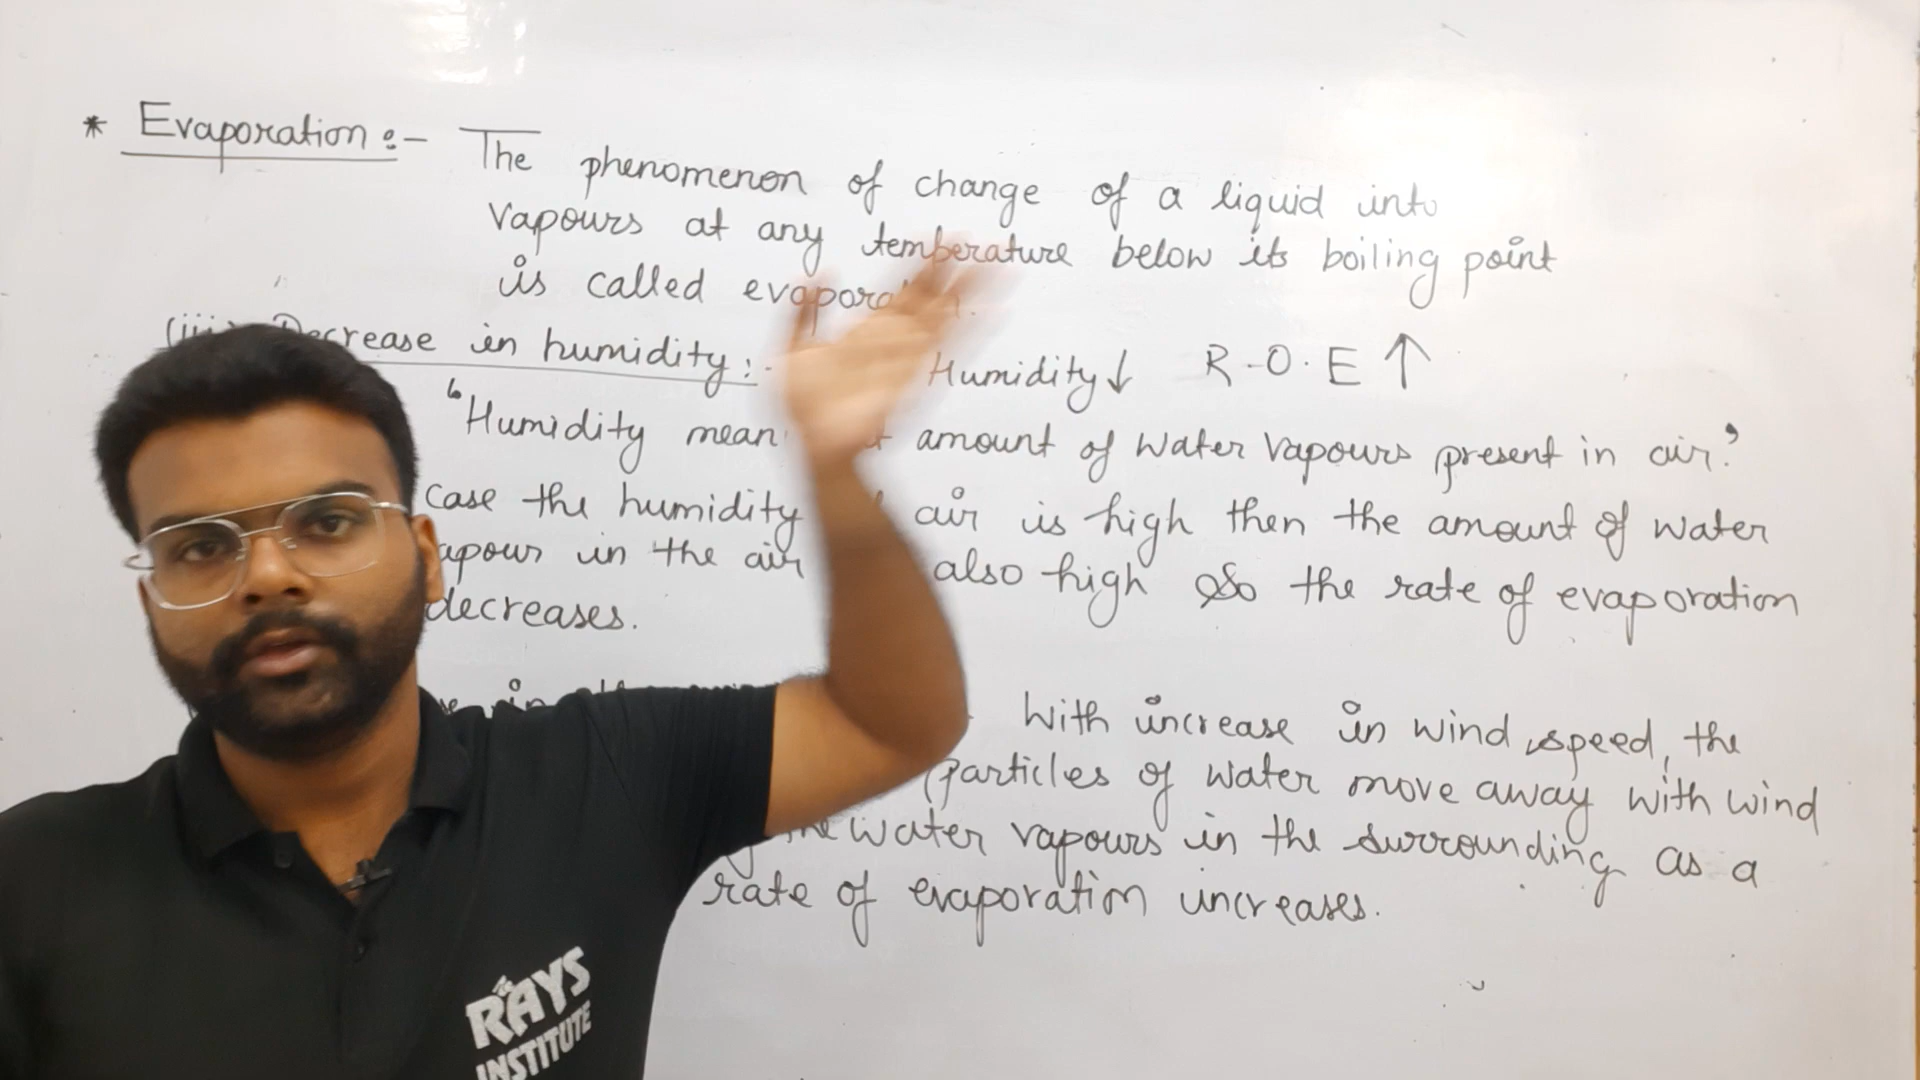 * Evaporation :- The phenomenon of change of a liquid into
vapours at any temperature below its boiling point
is called
(iii) Decrease in humidity :- Humidity ↓ R.O.E ↑
"Humidity amount of water vapours present in air."
case the humidity air is high then the amount of water
in the air also high So the rate of evaporation
decreases.
With increase in wind speed, the
particles of water move away with wind
water vapours in the surrounding as a
rate of evaporation increases.
RAYS
INSTITUTE